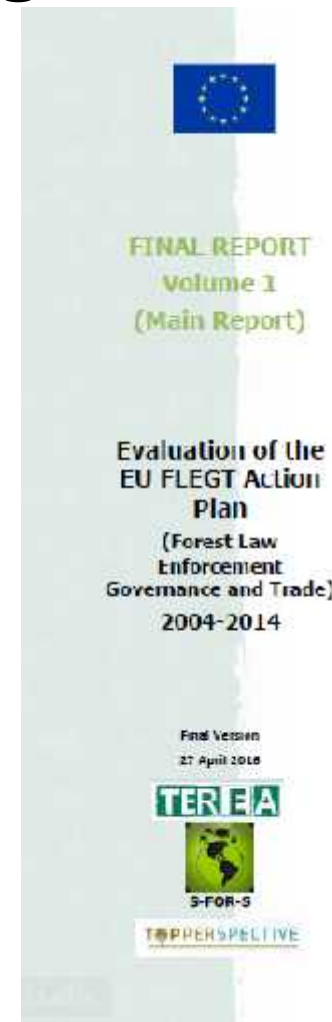 FINAL REPORT
Volume 1
(Main Report)
Evaluation of the
EU FLEGT Action
Plan
(Forest Law
Enforcement
Governance and Trade)
2004-2014
Final Version
27 April 2016
TEREA
S-FOR-S
TOPPERSPECTIVE